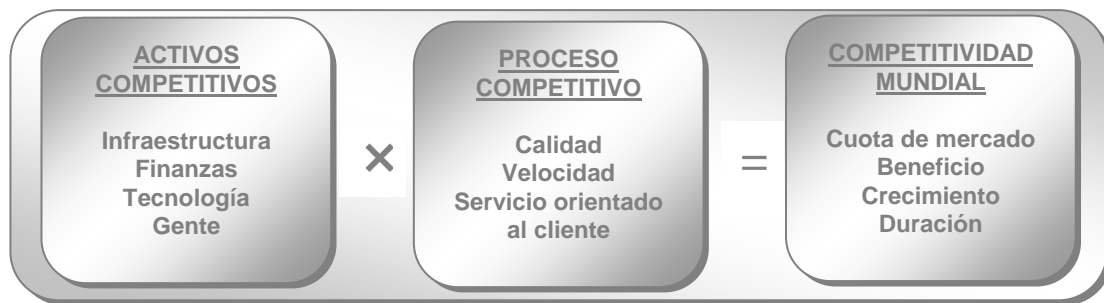 ACTIVOS
COMPETITIVOS
Infraestructura
Finanzas
Tecnología
Gente
×
PROCESO
COMPETITIVO
Calidad
Velocidad
Servicio orientado
al cliente
=
COMPETITIVIDAD
MUNDIAL
Cuota de mercado
Beneficio
Crecimiento
Duración